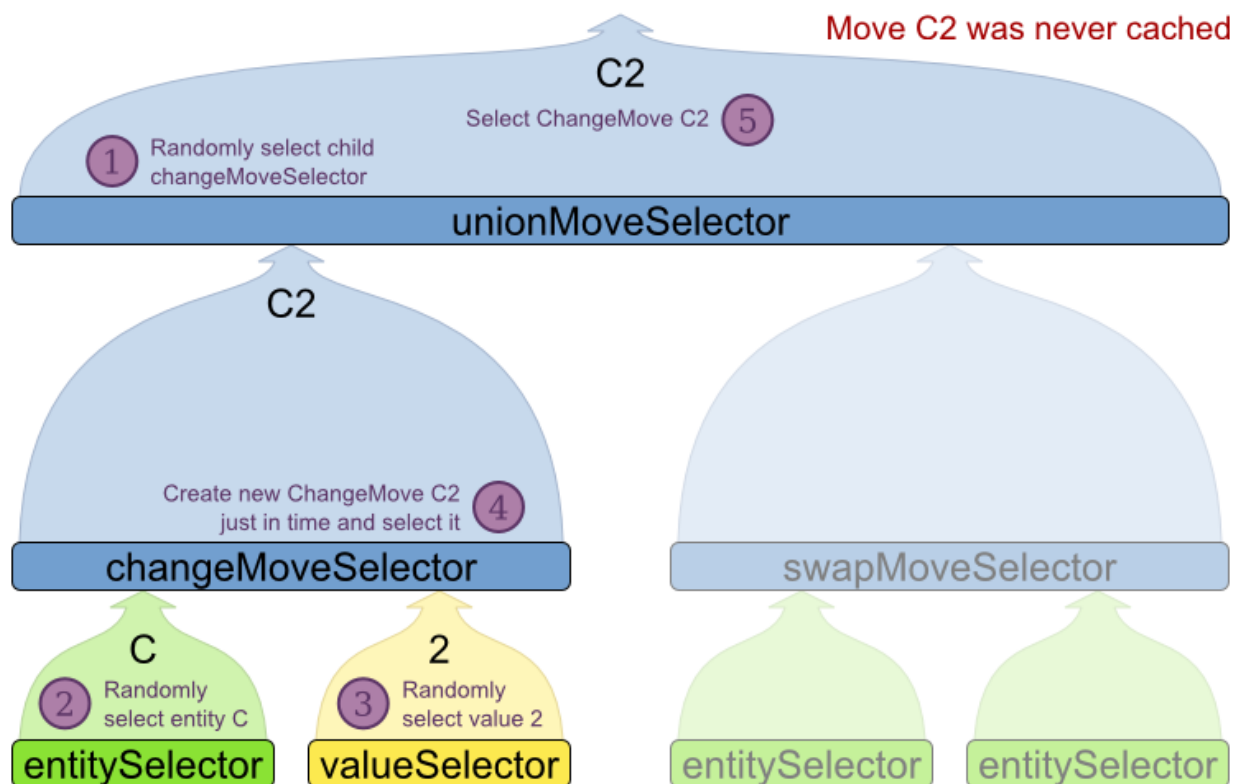 Move C2 was never cached
C2
Select ChangeMove C2 5
1 Randomly select child
changeMoveSelector
unionMoveSelector
C2
Create new ChangeMove C2
just in time and select it
4
changeMoveSelector
swapMoveSelector
C
2 Randomly
select entity C
2
3 Randomly
select value 2
entitySelector
valueSelector
entitySelector
entitySelector